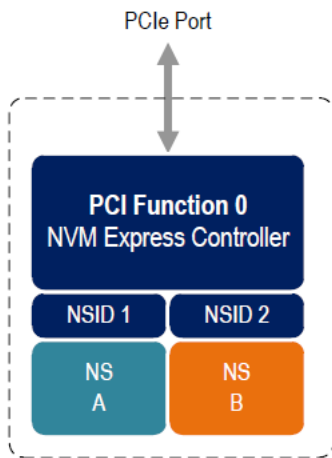 PCIe Port
PCI Function 0
NVM Express Controller
NSID 1
NSID 2
NS
A
NS
B